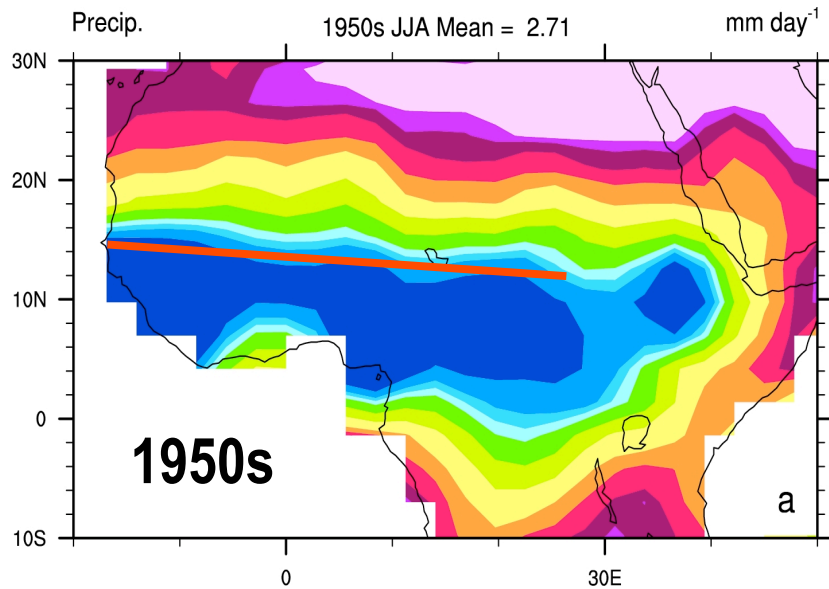 Precip. 1950s JJA Mean = 2.71 mm day-1
30N
20N
10N
0
10S
1950s
a
0 30E